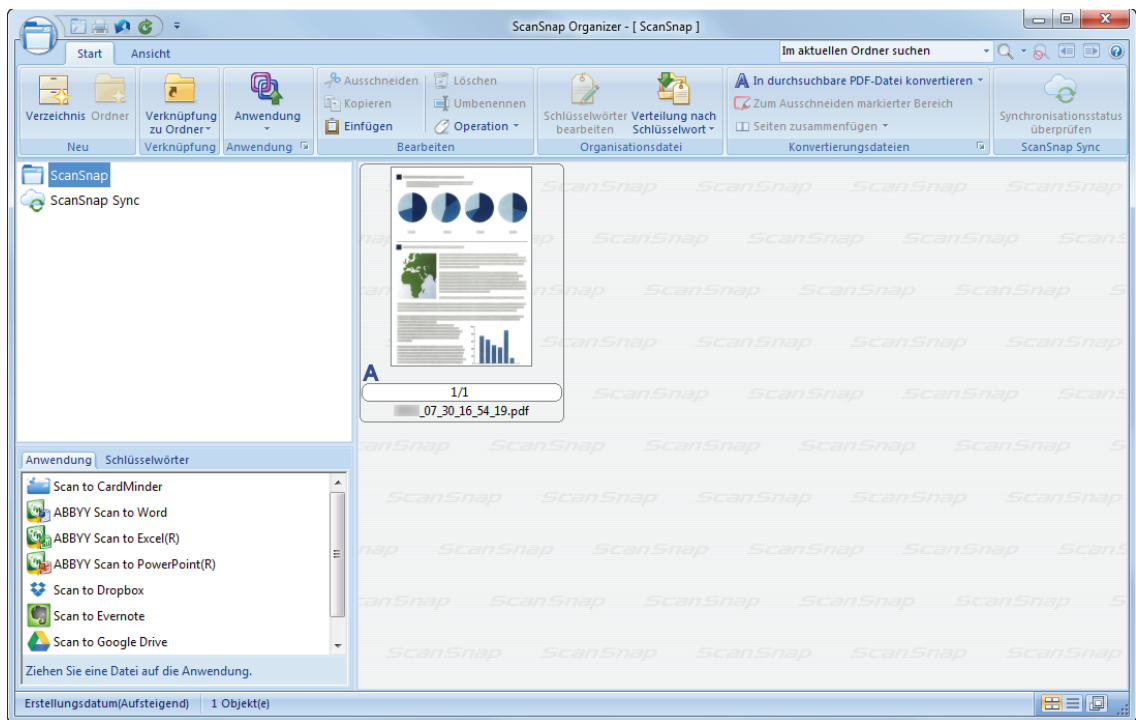 ScanSnap Organizer - [ ScanSnap ]
Start Ansicht
Im aktuellen Ordner suchen
Verzeichnis Ordner
Neu
Verknüpfung
zu Ordner
Verknüpfung
Anwendung
Anwendung
Ausschneiden Löschen
Kopieren Umbenennen
Einfügen Operation
Bearbeiten
Schlüsselwörter Verteilung nach
bearbeiten Schlüsselwort
Organisationsdatei
In durchsuchbare PDF-Datei konvertieren
Zum Ausschneiden markierter Bereich
Seiten zusammenfügen
Konvertierungsdateien
Synchronisationsstatus
überprüfen
ScanSnap Sync
ScanSnap
ScanSnap Sync
A
1/1
_07_30_16_54_19.pdf
Anwendung Schlüsselwörter
Scan to CardMinder
ABBYY Scan to Word
ABBYY Scan to Excel(R)
ABBYY Scan to PowerPoint(R)
Scan to Dropbox
Scan to Evernote
Scan to Google Drive
Ziehen Sie eine Datei auf die Anwendung.
Erstellungsdatum(Aufsteigend) 1 Objekt(e)